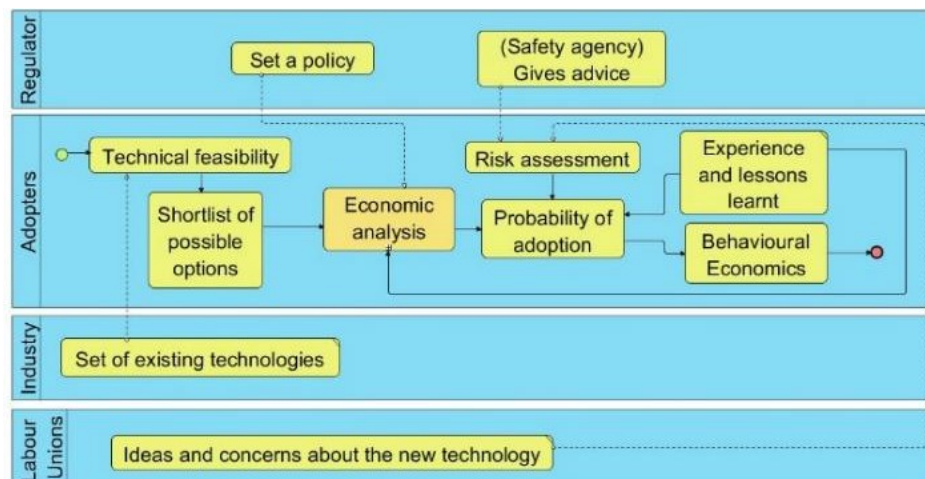 Regulator
Set a policy
(Safety agency)
Gives advice
Adopters
Technical feasibility
Shortlist of
possible
options
Economic
analysis
Risk assessment
Probability of
adoption
Experience
and lessons
learnt
Behavioural
Economics
Industry
Set of existing technologies
Labour
Unions
Ideas and concerns about the new technology